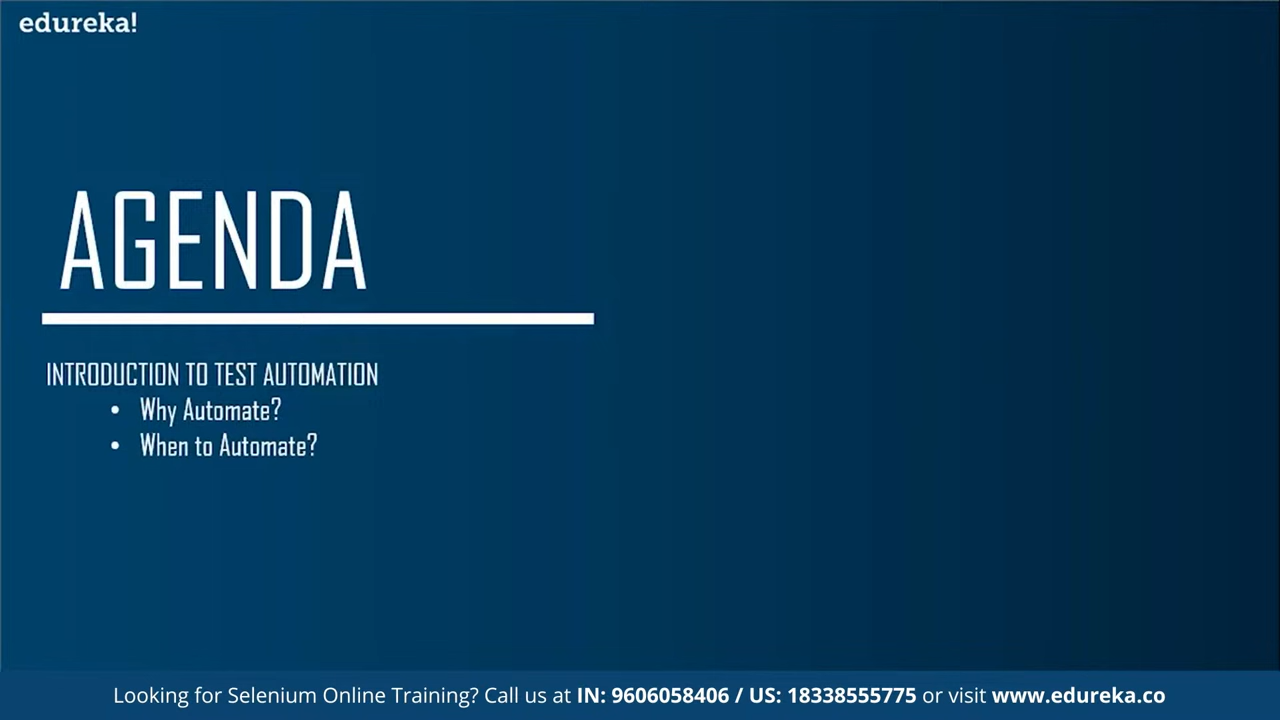 edureka!
AGENDA
INTRODUCTION TO TEST AUTOMATION
• Why Automate?
• When to Automate?
Looking for Selenium Online Training? Call us at IN: 9606058406 / US: 18338555775 or visit www.edureka.co